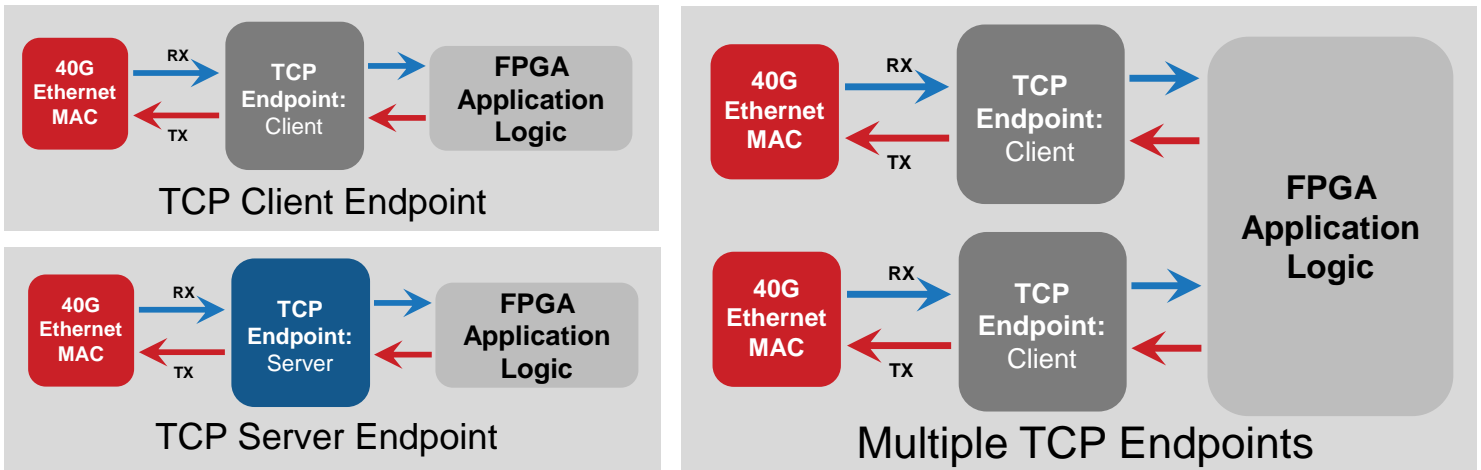 40G
Ethernet
MAC
RX
TX
TCP
Endpoint:
Client
FPGA
Application
Logic
TCP Client Endpoint
40G
Ethernet
MAC
RX
TX
TCP
Endpoint:
Server
FPGA
Application
Logic
TCP Server Endpoint
40G
Ethernet
MAC
RX
TX
TCP
Endpoint:
Client
40G
Ethernet
MAC
RX
TX
TCP
Endpoint:
Client
FPGA
Application
Logic
Multiple TCP Endpoints